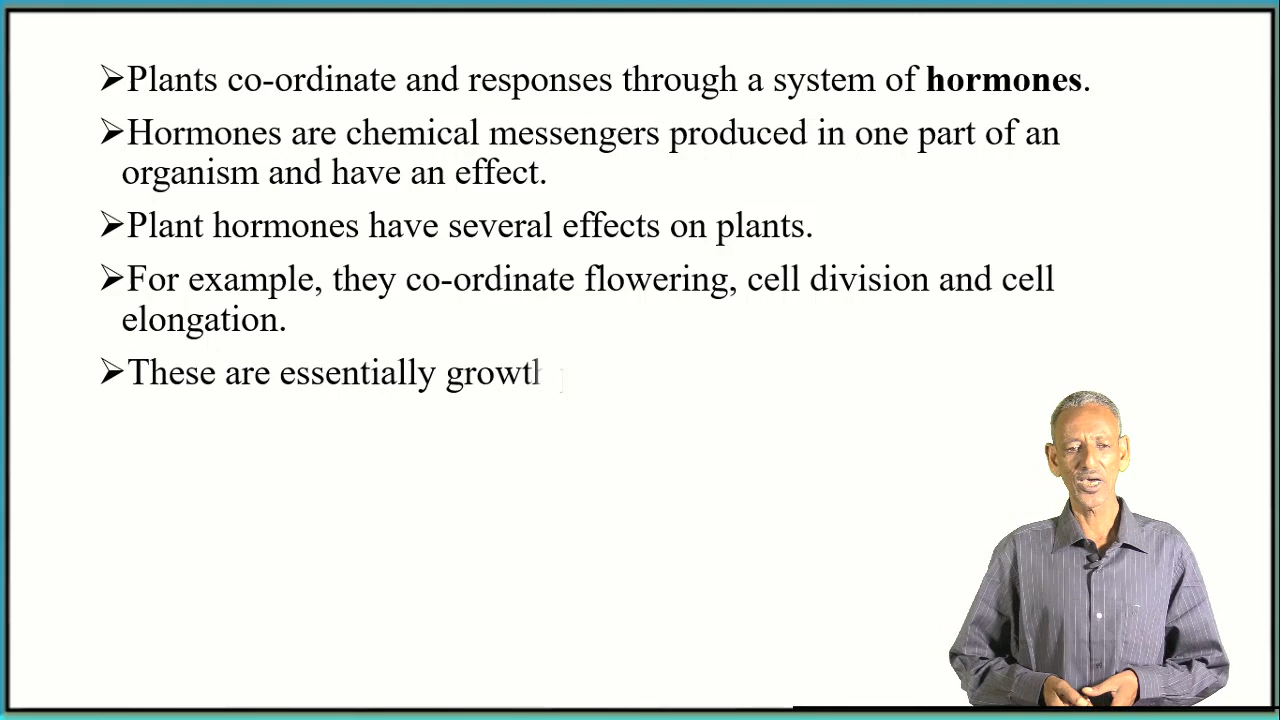 ➢Plants co-ordinate and responses through a system of hormones.
➢Hormones are chemical messengers produced in one part of an
organism and have an effect.
➢Plant hormones have several effects on plants.
➢For example, they co-ordinate flowering, cell division and cell
elongation.
➢These are essentially growth